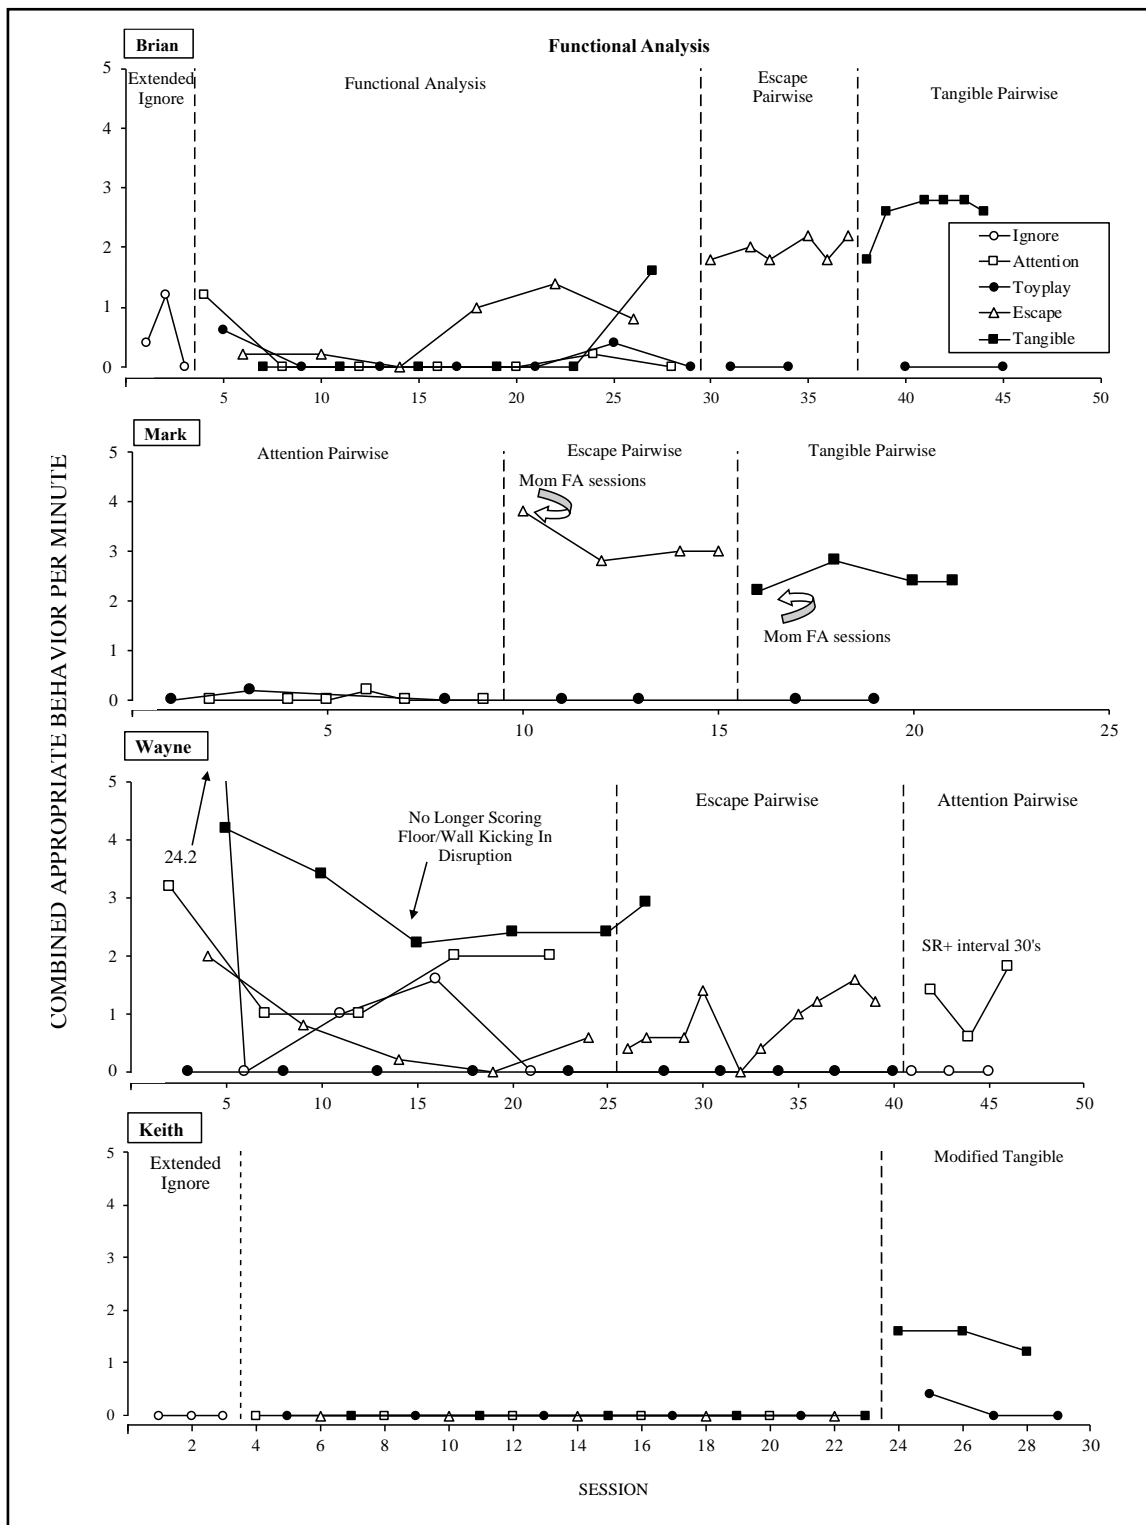 Brian
Functional Analysis
Extended
Ignore
Functional Analysis
Escape
Pairwise
Tangible Pairwise
5
4
3
2
1
0
5
10
15
20
25
30
35
40
45
50
Ignore
Attention
Toyplay
Escape
Tangible
COMBINED APPROPRIATE BEHAVIOR PER MINUTE
Mark
Attention Pairwise
Escape Pairwise
Tangible Pairwise
Mom FA sessions
Mom FA sessions
5
4
3
2
1
0
5
10
15
20
25
Wayne
Escape Pairwise
Attention Pairwise
No Longer Scoring
Floor/Wall Kicking In
Disruption
24.2
SR+ interval 30's
5
4
3
2
1
0
5
10
15
20
25
30
35
40
45
50
Keith
Extended
Ignore
Modified Tangible
5
4
3
2
1
0
2
4
6
8
10
12
14
16
18
20
22
24
26
28
30
SESSION